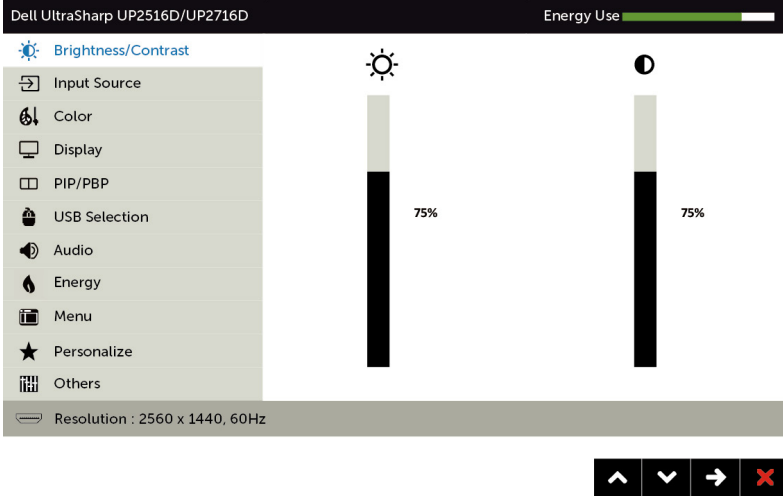 Dell UltraSharp UP2516D/UP2716D Energy Use
Brightness/Contrast
Input Source
Color
Display
PIP/PBP
USB Selection
Audio
Energy
Menu
Personalize
Others
75% 75%
Resolution : 2560 x 1440, 60Hz